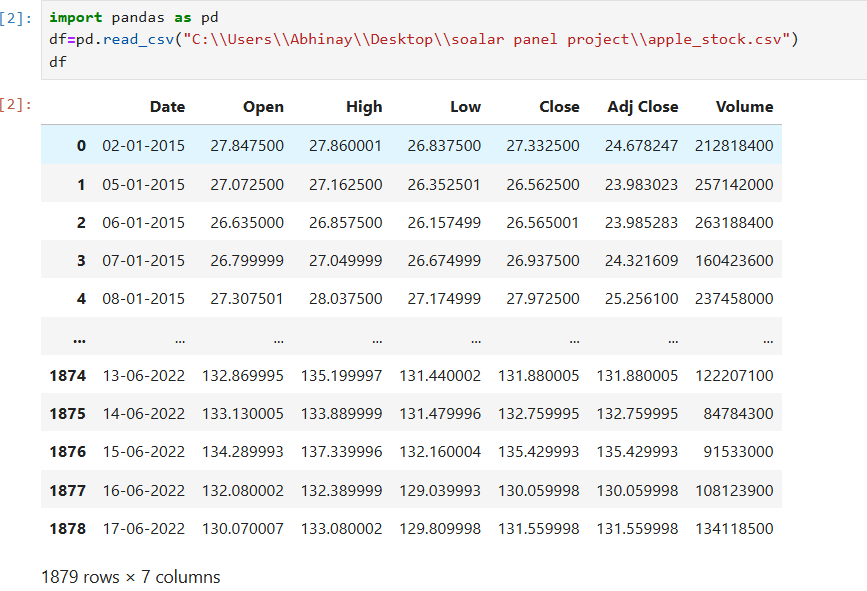 [2]: import pandas as pd
df=pd.read_csv("C:\\Users\\Abhinay\\Desktop\\soalar panel project\\apple_stock.csv")
df
[2]:
Date Open High Low Close Adj Close Volume
0 02-01-2015 27.847500 27.860001 26.837500 27.332500 24.678247 212818400
1 05-01-2015 27.072500 27.162500 26.352501 26.562500 23.983023 257142000
2 06-01-2015 26.635000 26.857500 26.157499 26.565001 23.985283 263188400
3 07-01-2015 26.799999 27.049999 26.674999 26.937500 24.321609 160423600
4 08-01-2015 27.307501 28.037500 27.174999 27.972500 25.256100 237458000
... ... ... ... ... ... ... ...
1874 13-06-2022 132.869995 135.199997 131.440002 131.880005 131.880005 122207100
1875 14-06-2022 133.130005 133.889999 131.479996 132.759995 132.759995 84784300
1876 15-06-2022 134.289993 137.339996 132.160004 135.429993 135.429993 91533000
1877 16-06-2022 132.080002 132.389999 129.039993 130.059998 130.059998 108123900
1878 17-06-2022 130.070007 133.080002 129.809998 131.559998 131.559998 134118500
1879 rows × 7 columns